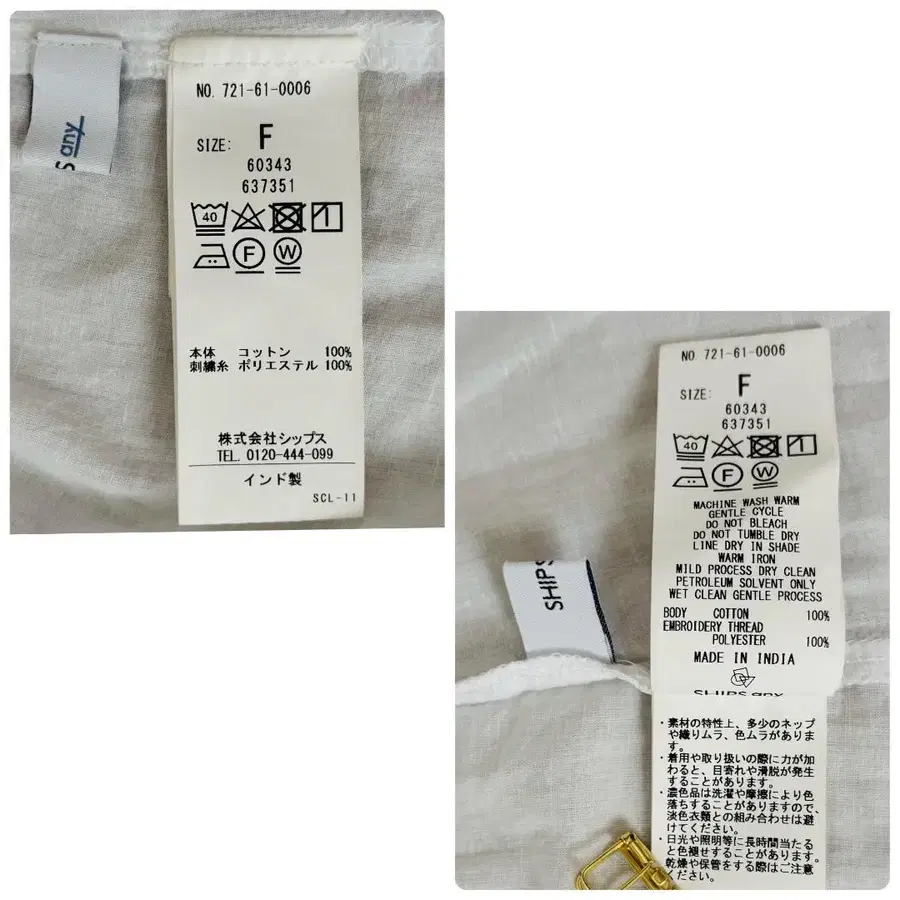 S any
NO. 721-61-0006
SIZE: F
60343
637351
40
F W
本体 コットン 100%
刺繍糸 ポリエステル 100%
株式会社シップス
TEL. 0120-444-099
インド製
SCL-11
NO. 721-61-0006
SIZE: F
60343
637351
40
F W
MACHINE WASH WARM
GENTLE CYCLE
DO NOT BLEACH
DO NOT TUMBLE DRY
LINE DRY IN SHADE
WARM IRON
MILD PROCESS DRY CLEAN
PETROLEUM SOLVENT ONLY
WET CLEAN GENTLE PROCESS
BODY COTTON 100%
EMBROIDERY THREAD
POLYESTER 100%
MADE IN INDIA
SHIPS any
SHIPS
・素材の特性上、多少のネップ
や織りムラ、色ムラがありま
す。
・着用や取り扱いの際に力が加
わると、目寄れや滑脱が発生
することがあります。
・濃色品は洗濯や摩擦により色
落ちすることがありますので、
淡色衣類との組み合わせは避
けてください。
・日光や照明等に長時間当たる
と色褪せすることがあります。
乾燥や保管をする際はご注意
ください。